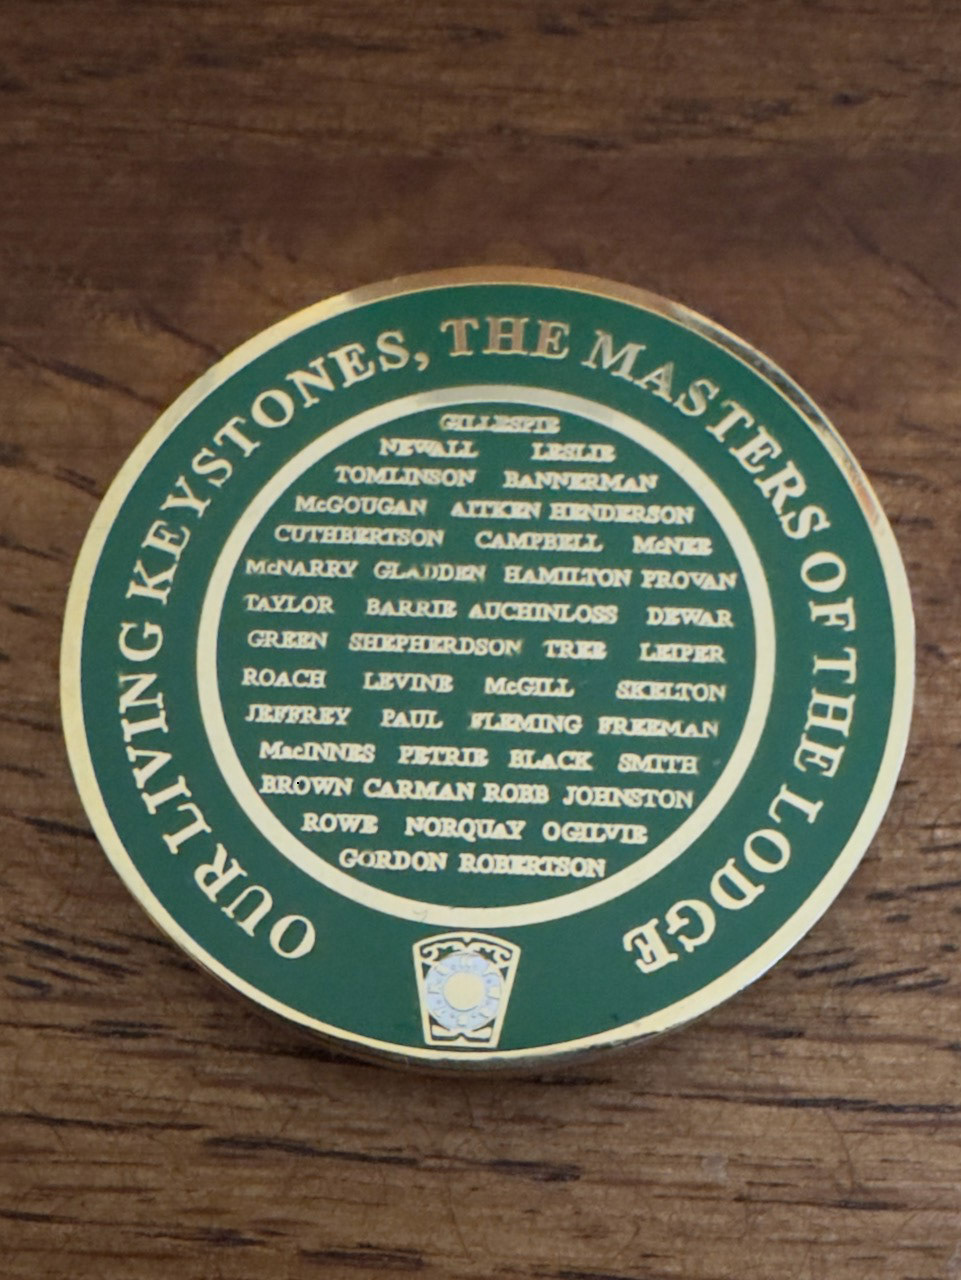 OUR LIVING KEYSTONES, THE MASTERS OF THE LODGE
GILLESPIE
NEWALL LESLIE
TOMLINSON BANNERMAN
McGOUGAN AITKEN HENDERSON
CUTHBERTSON CAMPBELL McNEE
McNARRY GLADDEN HAMILTON PROVAN
TAYLOR BARRIE AUCHINLOSS DEWAR
GREEN SHEPHERDSON TREE LEIPER
ROACH LEVINE McGILL SKELTON
JEFFREY PAUL FLEMING FREEMAN
MacINNES PETRIE BLACK SMITH
BROWN CARMAN ROBB JOHNSTON
ROWE NORQUAY OGILVIE
GORDON ROBERTSON